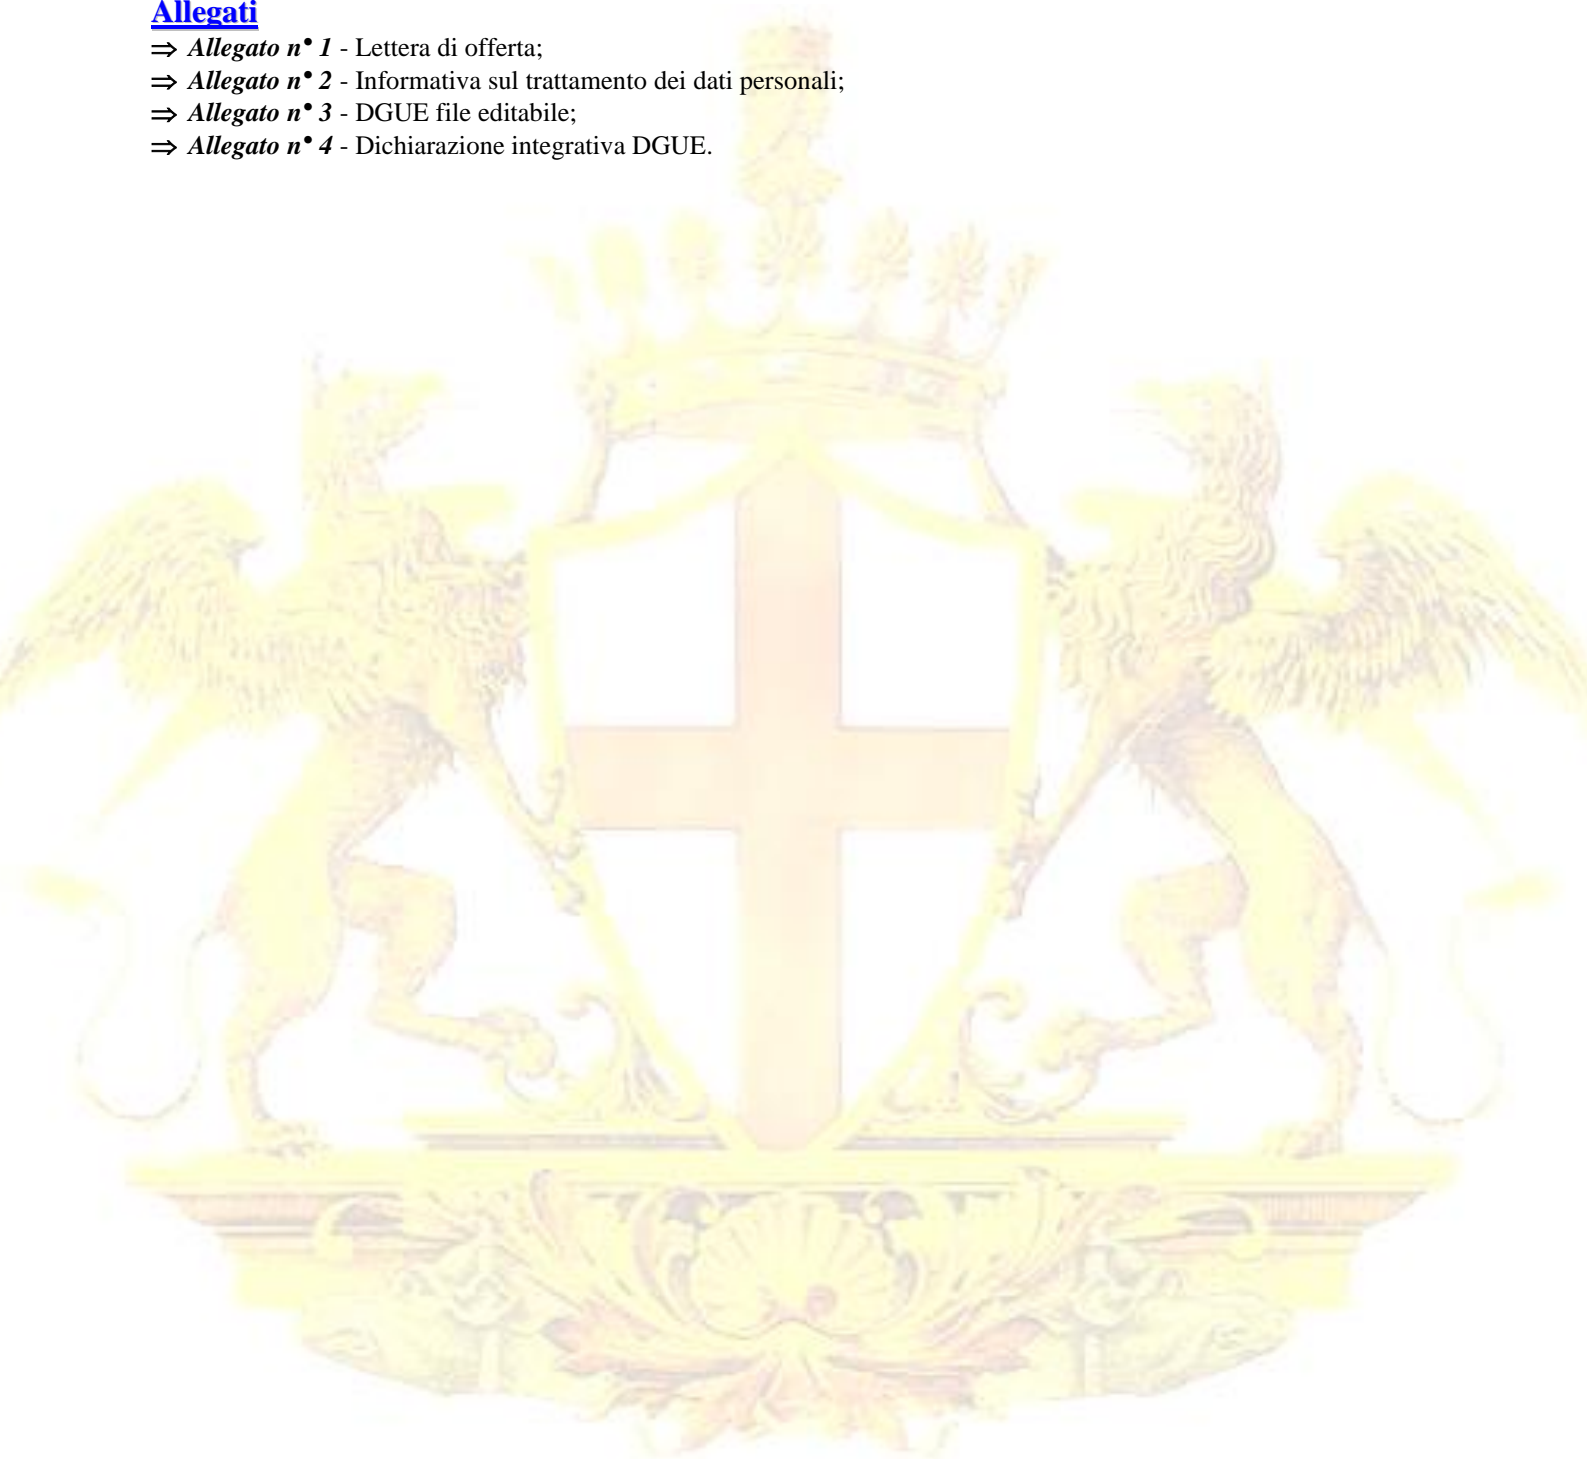 Allegati
⇒ Allegato n° 1 - Lettera di offerta;
⇒ Allegato n° 2 - Informativa sul trattamento dei dati personali;
⇒ Allegato n° 3 - DGUE file editabile;
⇒ Allegato n° 4 - Dichiarazione integrativa DGUE.